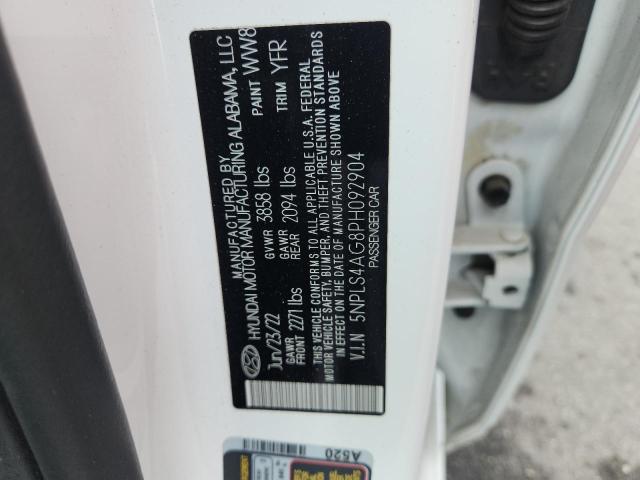 MANUFACTURED BY
HYUNDAI MOTOR MANUFACTURING ALABAMA, LLC
Jun/23/22 GVWR 3858 lbs PAINT WW8
GAWR FRONT 2271 lbs GAWR REAR 2094 lbs TRIM YFR
THIS VEHICLE CONFORMS TO ALL APPLICABLE U.S.A. FEDERAL
MOTOR VEHICLE SAFETY, BUMPER, AND THEFT PREVENTION STANDARDS
IN EFFECT ON THE DATE OF MANUFACTURE SHOWN ABOVE
V.I.N 5NPLS4AG8PH092904
PASSENGER CAR
A520